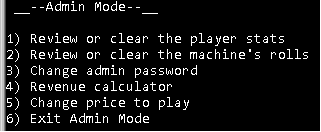 __--Admin Mode--__
1) Review or clear the player stats
2) Review or clear the machine's rolls
3) Change admin password
4) Revenue calculator
5) Change price to play
6) Exit Admin Mode